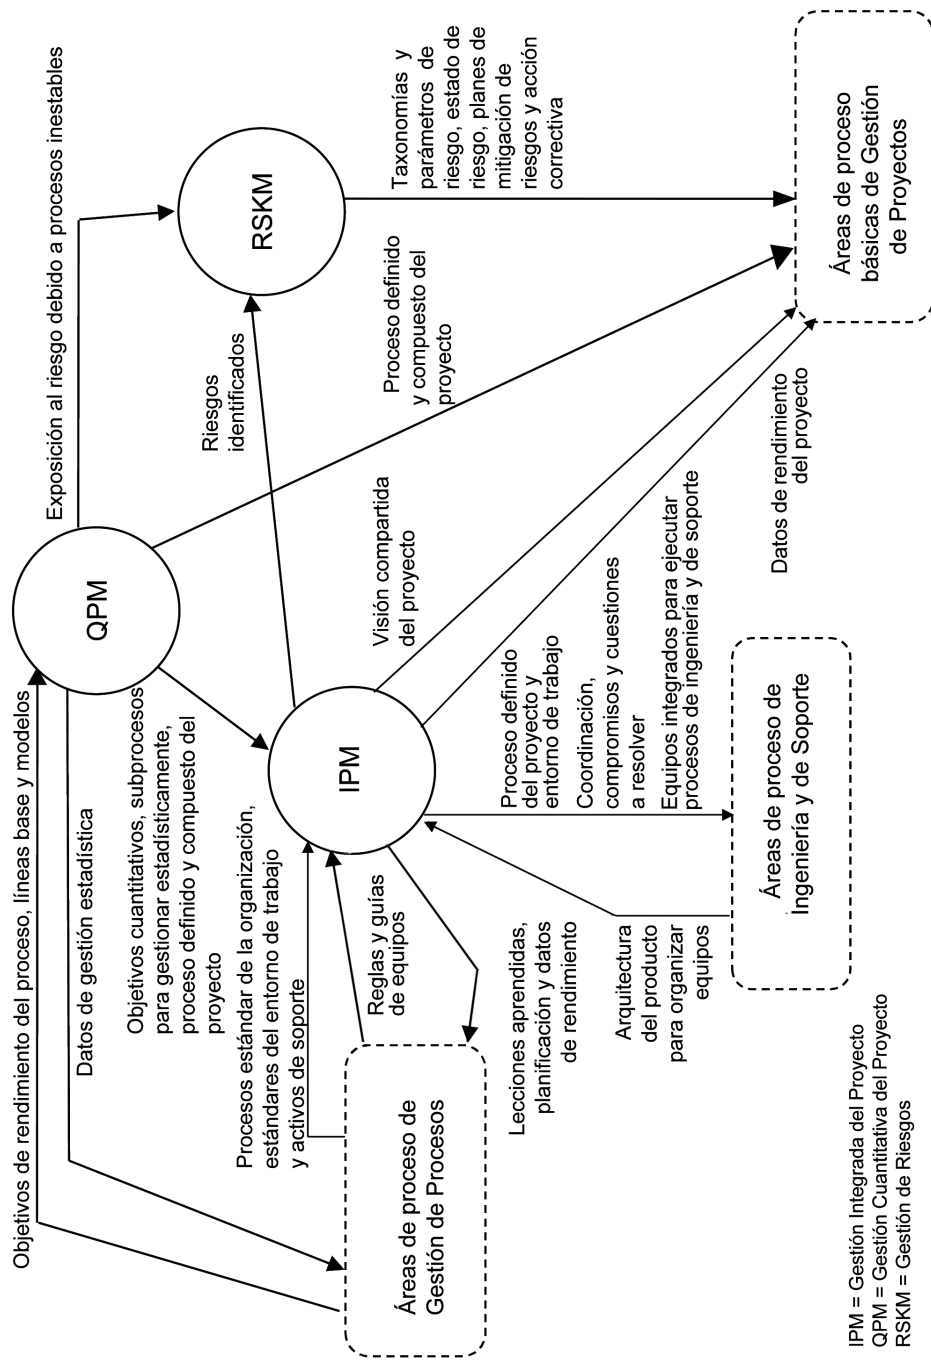 Objetivos de rendimiento del proceso, líneas base y modelos
Exposición al riesgo debido a procesos inestables
Datos de gestión estadística
QPM
Objetivos cuantitativos, subprocesos
para gestionar estadísticamente,
proceso definido y compuesto del
proyecto
Riesgos
identificados
RSKM
Procesos estándar de la organización,
estándares del entorno de trabajo
y activos de soporte
IPM
Reglas y guías
de equipos
Visión compartida
del proyecto
Proceso definido
y compuesto del
proyecto
Taxonomías y
parámetros de
riesgo, estado de
riesgo, planes de
mitigación de
riesgos y acción
correctiva
Áreas de proceso de
Gestión de Procesos
Lecciones aprendidas,
planificación y datos
de rendimiento
Proceso definido
del proyecto y
entorno de trabajo
Coordinación,
compromisos y cuestiones
a resolver
Equipos integrados para ejecutar
procesos de ingeniería y de soporte
Arquitectura
del producto
para organizar
equipos
Datos de rendimiento
del proyecto
Áreas de proceso de
Ingeniería y de Soporte
Áreas de proceso
básicas de Gestión
de Proyectos
IPM = Gestión Integrada del Proyecto
QPM = Gestión Cuantitativa del Proyecto
RSKM = Gestión de Riesgos